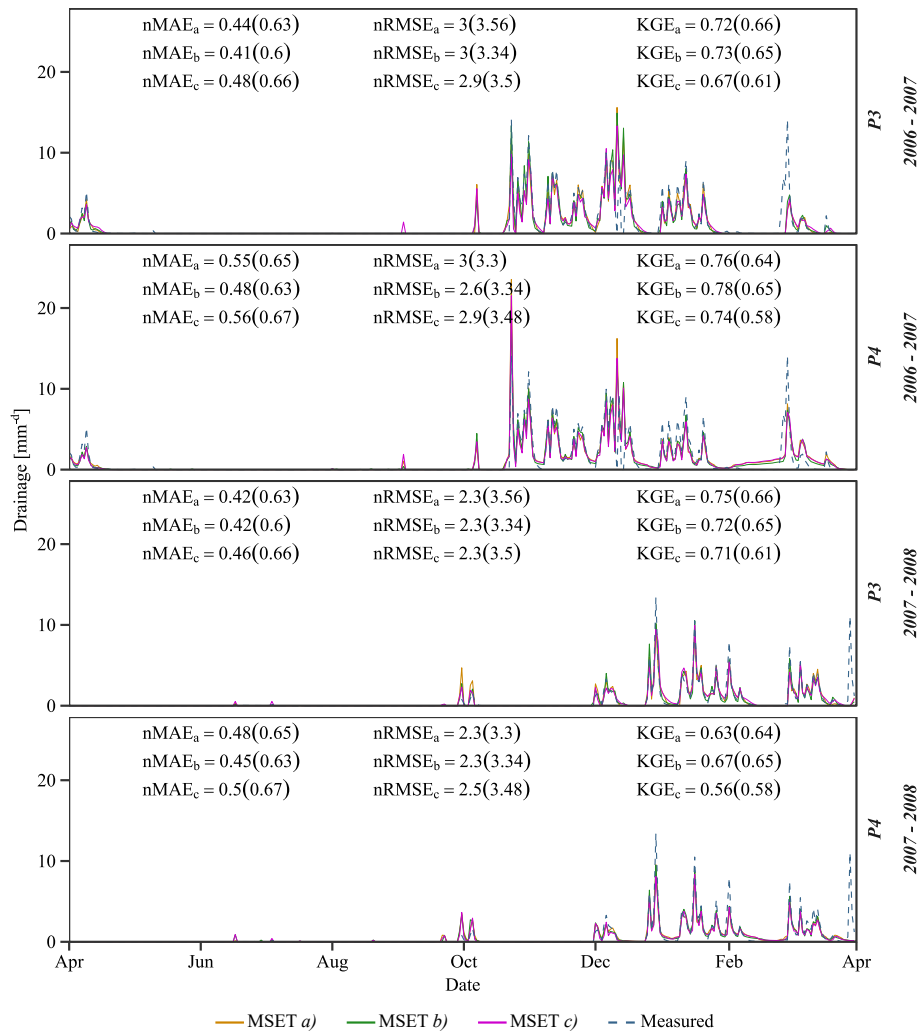 nMAEa = 0.44(0.63) nRMSEa = 3(3.56) KGEa = 0.72(0.66)
nMAEb = 0.41(0.6) nRMSEb = 3(3.34) KGEb = 0.73(0.65)
nMAEc = 0.48(0.66) nRMSEc = 2.9(3.5) KGEc = 0.67(0.61)
20
10
0
P3
2006 - 2007
nMAEa = 0.55(0.65) nRMSEa = 3(3.3) KGEa = 0.76(0.64)
nMAEb = 0.48(0.63) nRMSEb = 2.6(3.34) KGEb = 0.78(0.65)
nMAEc = 0.56(0.67) nRMSEc = 2.9(3.48) KGEc = 0.74(0.58)
20
10
0
P4
2006 - 2007
Drainage [mm⁻ᵈ]
nMAEa = 0.42(0.63) nRMSEa = 2.3(3.56) KGEa = 0.75(0.66)
nMAEb = 0.42(0.6) nRMSEb = 2.3(3.34) KGEb = 0.72(0.65)
nMAEc = 0.46(0.66) nRMSEc = 2.3(3.5) KGEc = 0.71(0.61)
20
10
0
P3
2007 - 2008
nMAEa = 0.48(0.65) nRMSEa = 2.3(3.3) KGEa = 0.63(0.64)
nMAEb = 0.45(0.63) nRMSEb = 2.3(3.34) KGEb = 0.67(0.65)
nMAEc = 0.5(0.67) nRMSEc = 2.5(3.48) KGEc = 0.56(0.58)
20
10
0
P4
2007 - 2008
Apr Jun Aug Oct Dec Feb Apr
Date
MSET a) MSET b) MSET c) Measured